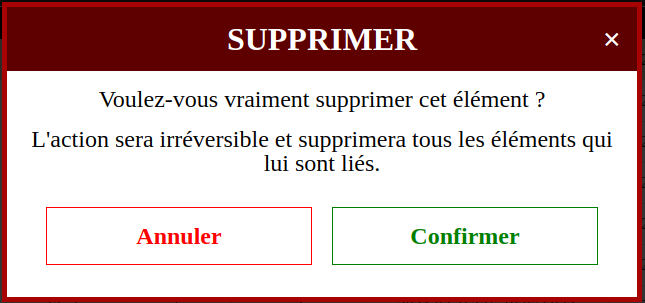 SUPPRIMER ✕
Voulez-vous vraiment supprimer cet élément ?
L'action sera irréversible et supprimera tous les éléments qui
lui sont liés.
Annuler Confirmer